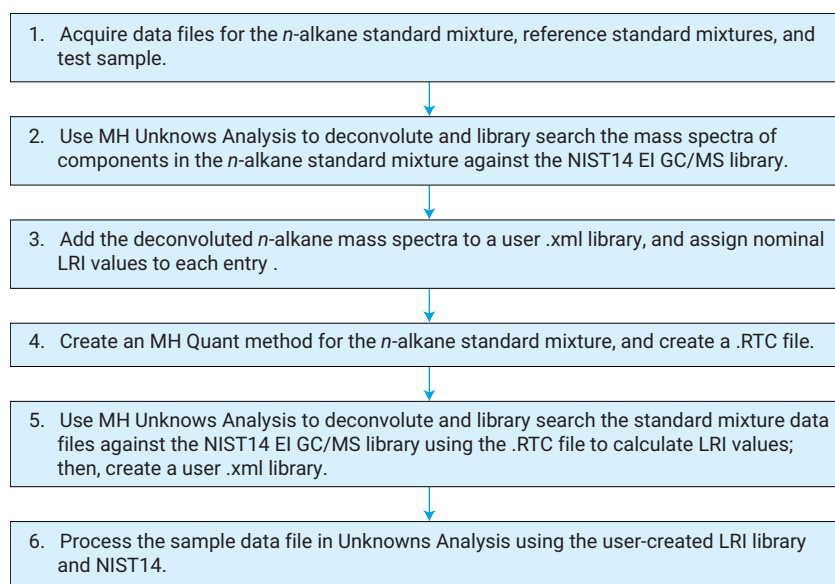 1. Acquire data files for the n-alkane standard mixture, reference standard mixtures, and
test sample.
2. Use MH Unknows Analysis to deconvolute and library search the mass spectra of
components in the n-alkane standard mixture against the NIST14 EI GC/MS library.
3. Add the deconvoluted n-alkane mass spectra to a user .xml library, and assign nominal
LRI values to each entry .
4. Create an MH Quant method for the n-alkane standard mixture, and create a .RTC file.
5. Use MH Unknows Analysis to deconvolute and library search the standard mixture data
files against the NIST14 EI GC/MS library using the .RTC file to calculate LRI values;
then, create a user .xml library.
6. Process the sample data file in Unknowns Analysis using the user-created LRI library
and NIST14.